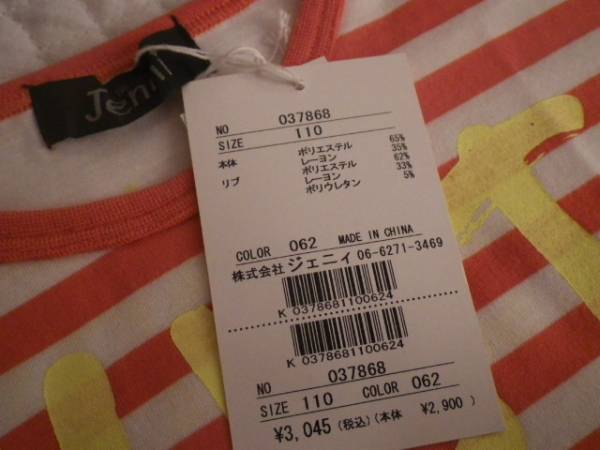 Jenni
NO 037868
SIZE 110
本体 ポリエステル 65%
レーヨン 35%
リブ ポリエステル 62%
レーヨン 33%
ポリウレタン 5%
COLOR 062 MADE IN CHINA
株式会社 ジェニィ 06-6271-3469
K 0378681100624
K 0378681100624
NO 037868
SIZE 110 COLOR 062
¥3,045 (税込) (本体 ¥2,900 )